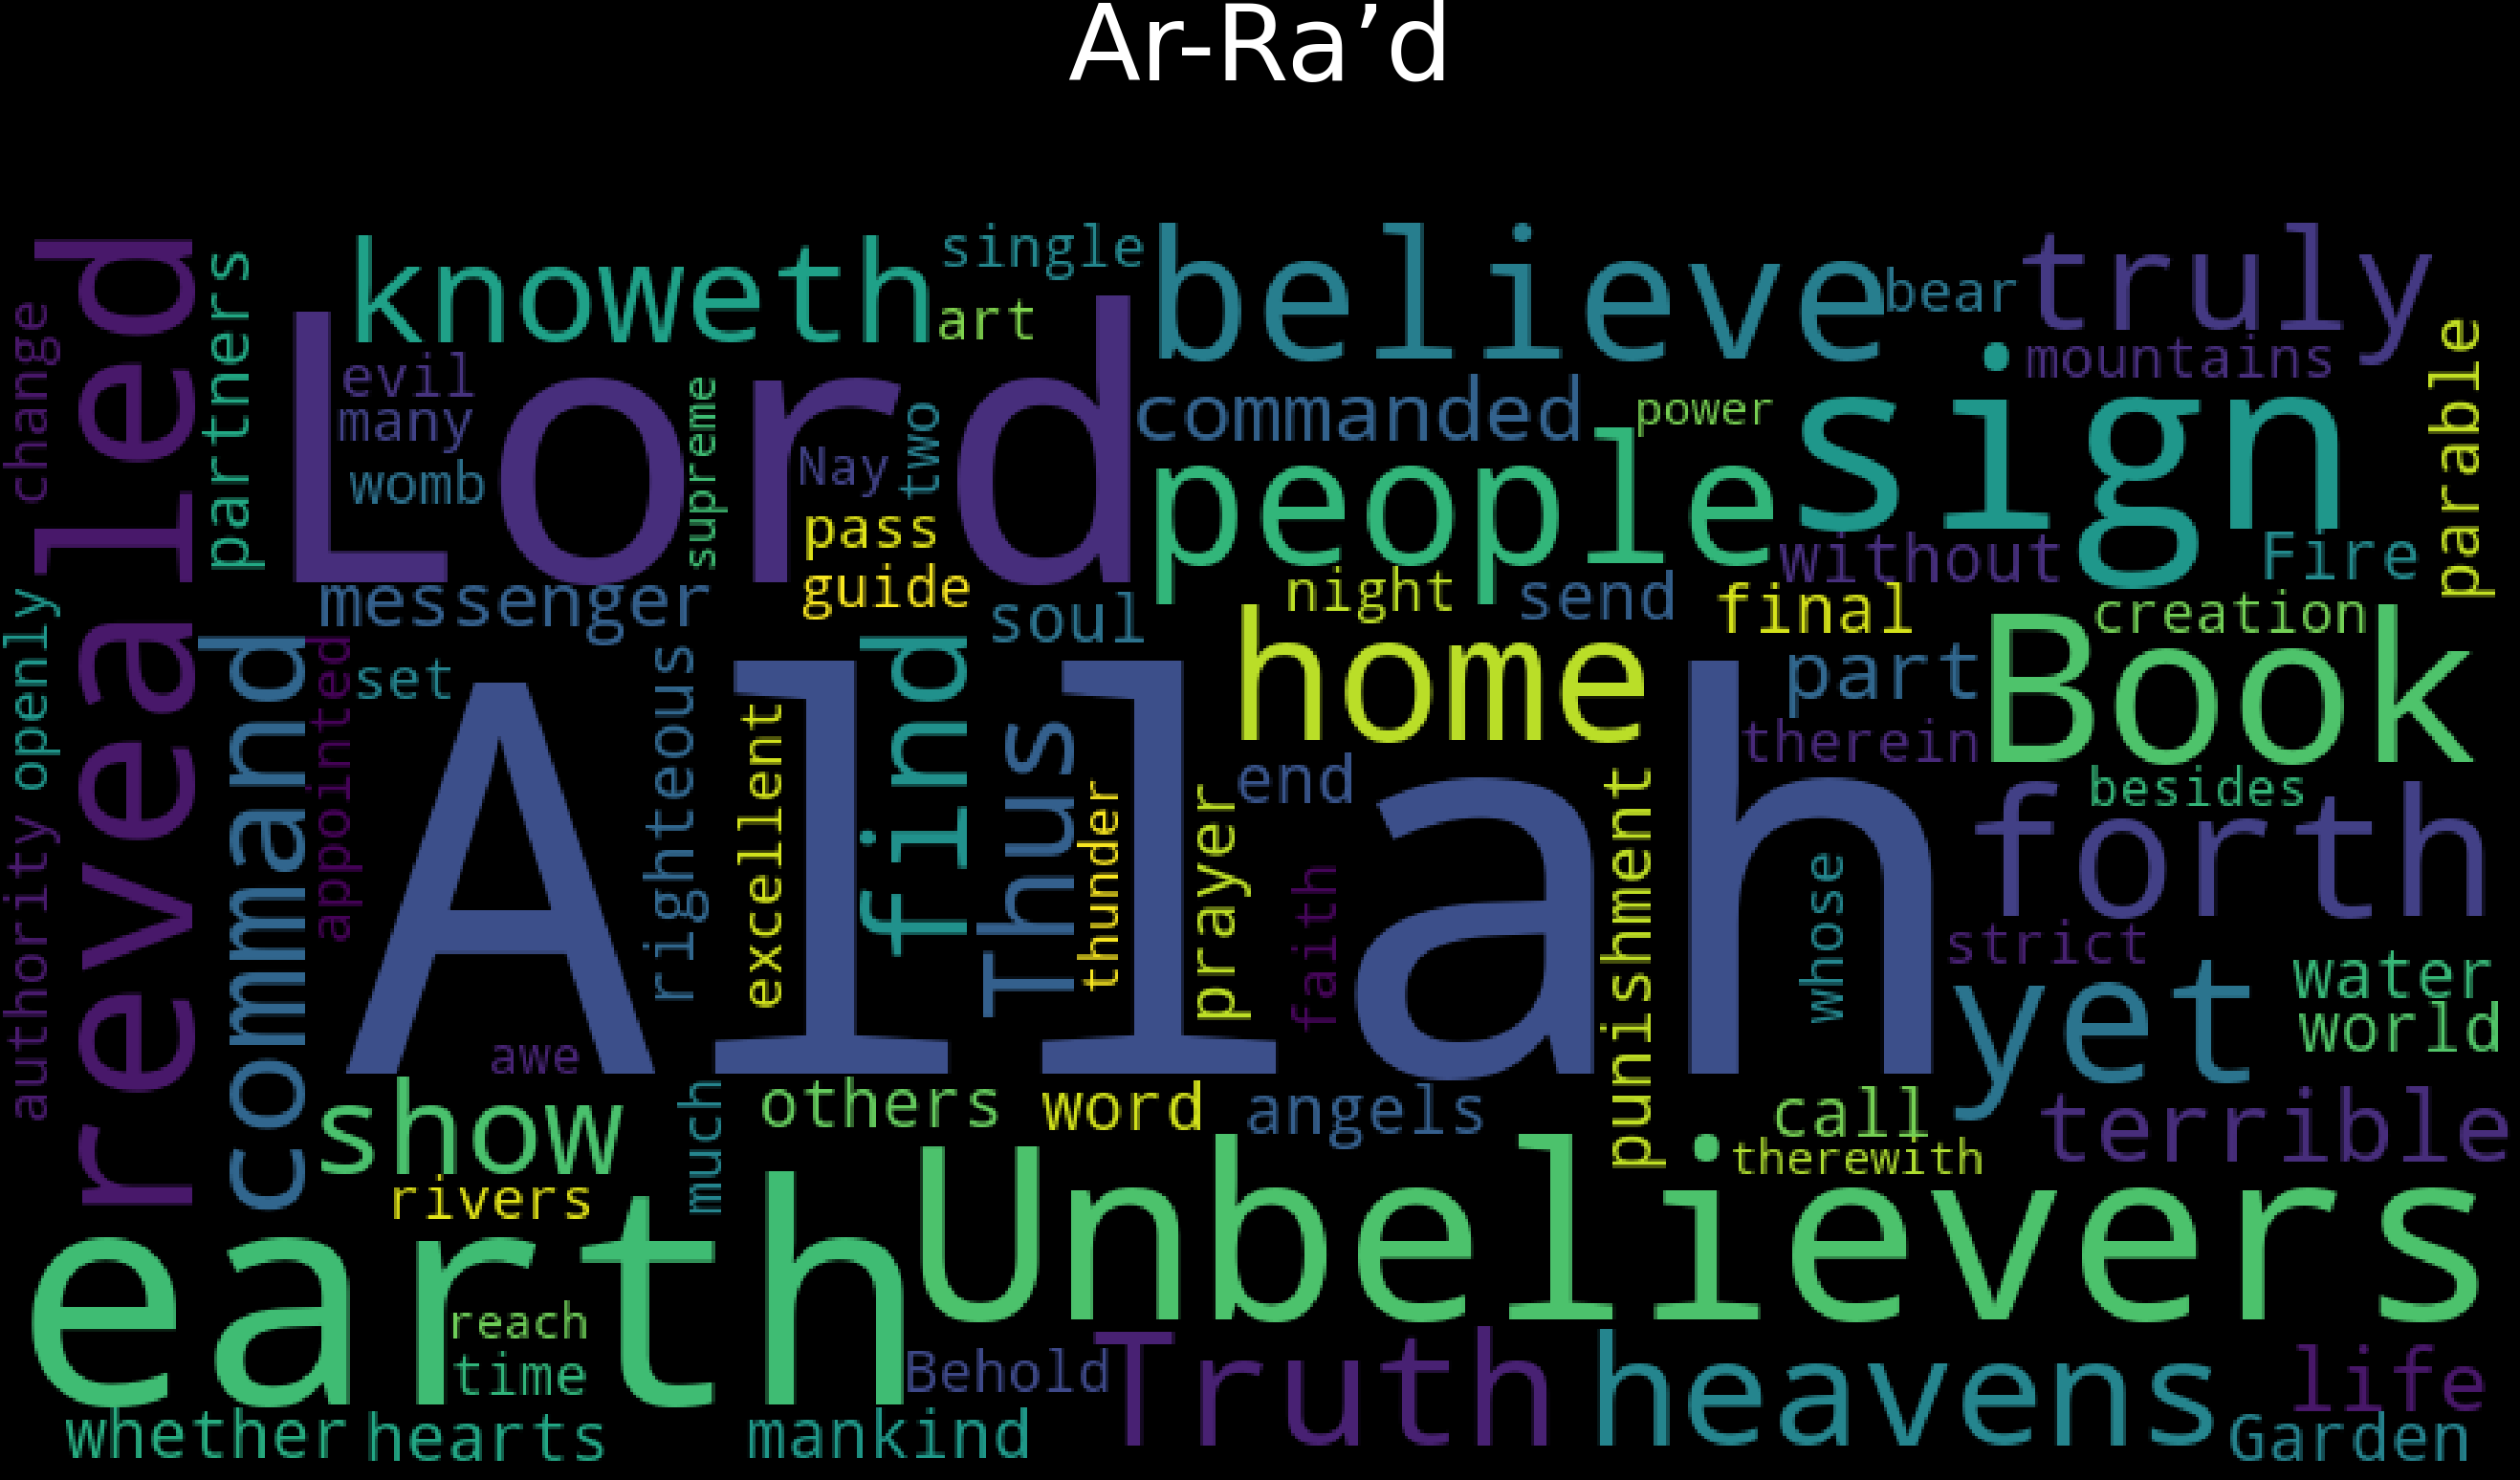 Ar-Ra’d
knoweth
single
believe
truly
bear
art
partners
revealed
change
Lord
evil
many
womb
supreme
Nay
two
pass
guide
commanded
power
mountains
sign
parable
people
without
Fire
messenger
night
send
final
creation
soul
openly
command
appointed
set
righteous
excellent
find
Thus
home
part
Book
therein
end
besides
Allah
thunder
prayer
faith
punishment
whose
forth
strict
authority
yet
water
world
awe
show
much
others
word
angels
call
therewith
terrible
rivers
earth
Unbelievers
reach
time
Behold
Truth
heavens
life
whether
hearts
mankind
Garden